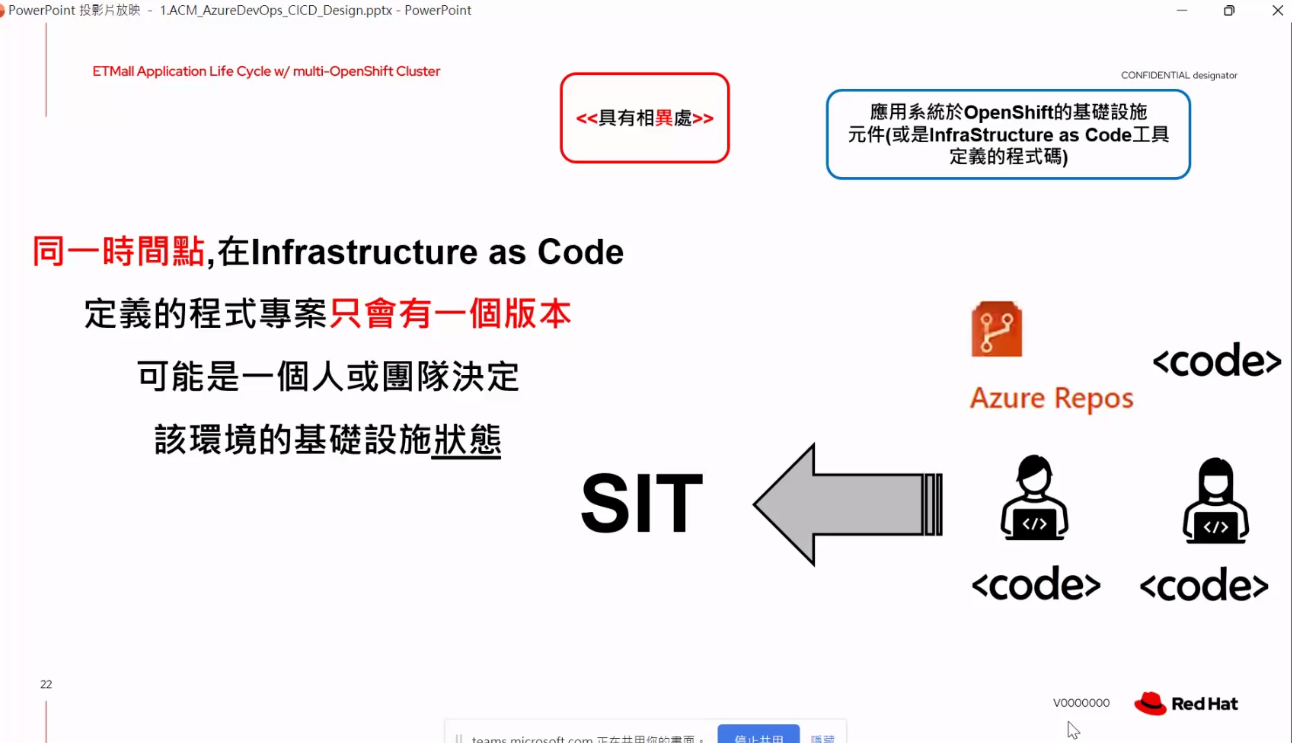 PowerPoint 投影片放映 - 1.ACM_AzureDevOps_CICD_Design.pptx - PowerPoint
ETMall Application Life Cycle w/ multi-OpenShift Cluster
CONFIDENTIAL designator
<<具有相異處>>
應用系統於OpenShift的基礎設施
元件(或是InfraStructure as Code工具
定義的程式碼)
同一時間點,在Infrastructure as Code
定義的程式專案只會有一個版本
可能是一個人或團隊決定
該環境的基礎設施狀態
Azure Repos
<code>
SIT
</>
</>
<code>
<code>
22
V0000000
Red Hat
teams.microsoft.com 正在共用你的畫面。
停止共用
隱藏